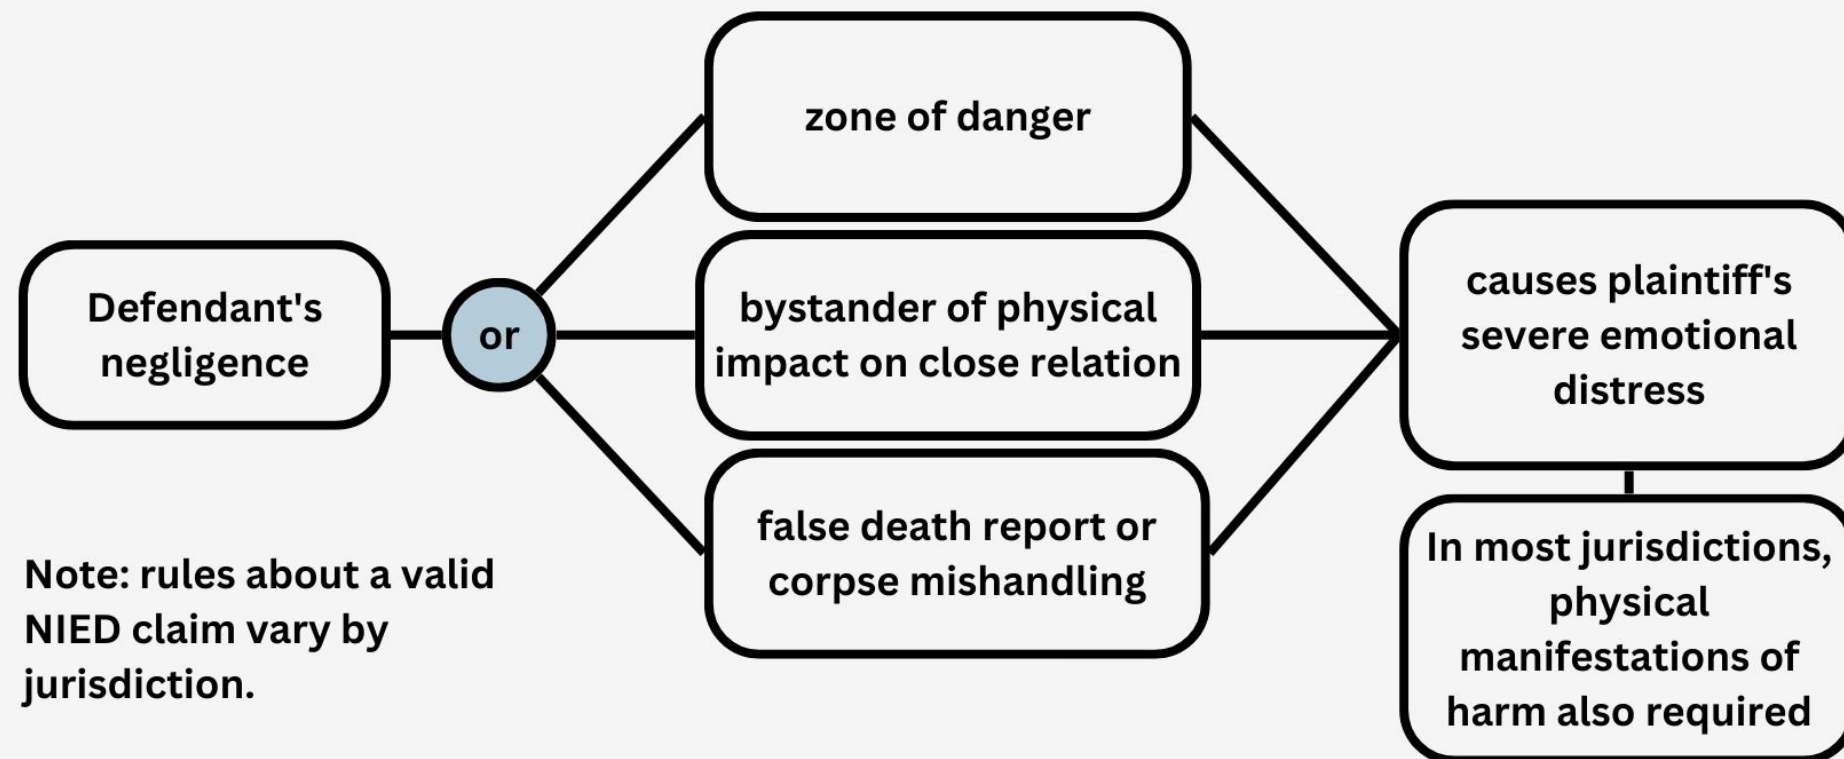 zone of danger
Defendant's
negligence
or
bystander of physical
impact on close relation
false death report or
corpse mishandling
causes plaintiff's
severe emotional
distress
In most jurisdictions,
physical
manifestations of
harm also required
Note: rules about a valid
NIED claim vary by
jurisdiction.